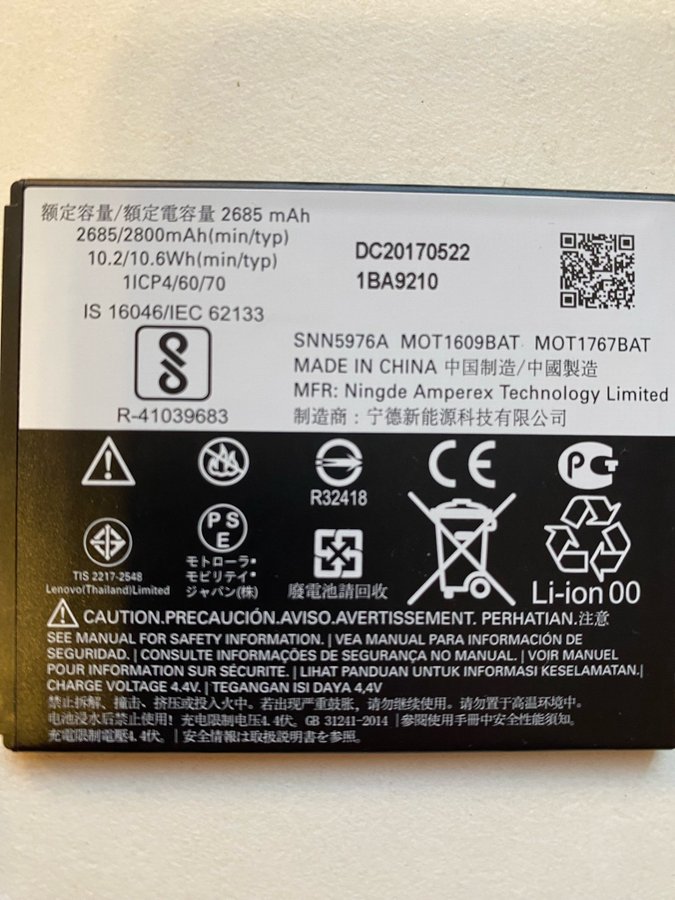 额定容量/額定電容量 2685 mAh
2685/2800mAh(min/typ)
10.2/10.6Wh(min/typ)
1ICP4/60/70
DC20170522
1BA9210
IS 16046/IEC 62133
R-41039683
SNN5976A MOT1609BAT MOT1767BAT
MADE IN CHINA 中国制造/中國製造
MFR: Ningde Amperex Technology Limited
制造商：宁德新能源科技有限公司
R32418
CE
PS
E
TIS 2217-2548
Lenovo(Thailand)Limited
モトローラ・
モビリティ・
ジャパン(株)
廢電池請回收
Li-ion 00
CAUTION.PRECAUCIÓN.AVISO.AVERTISSEMENT. PERHATIAN.注意
SEE MANUAL FOR SAFETY INFORMATION. | VEA MANUAL PARA INFORMACIÓN DE
SEGURIDAD. | CONSULTE INFORMAÇÕES DE SEGURANÇA NO MANUAL. | VOIR MANUEL
POUR INFORMATION SUR SÉCURITE. | LIHAT PANDUAN UNTUK INFORMASI KESELAMATAN.|
CHARGE VOLTAGE 4.4V. | TEGANGAN ISI DAYA 4,4V
禁止拆解、撞击、挤压或投入火中。若出现严重鼓胀，请勿继续使用。请勿置于高温环境中。
电池浸水后禁止使用！充电限制电压4.4伏。GB 31241-2014 | 參閱使用手冊中安全性能須知。
充電限制電壓4.4伏。 | 安全情報は取扱説明書を参照。